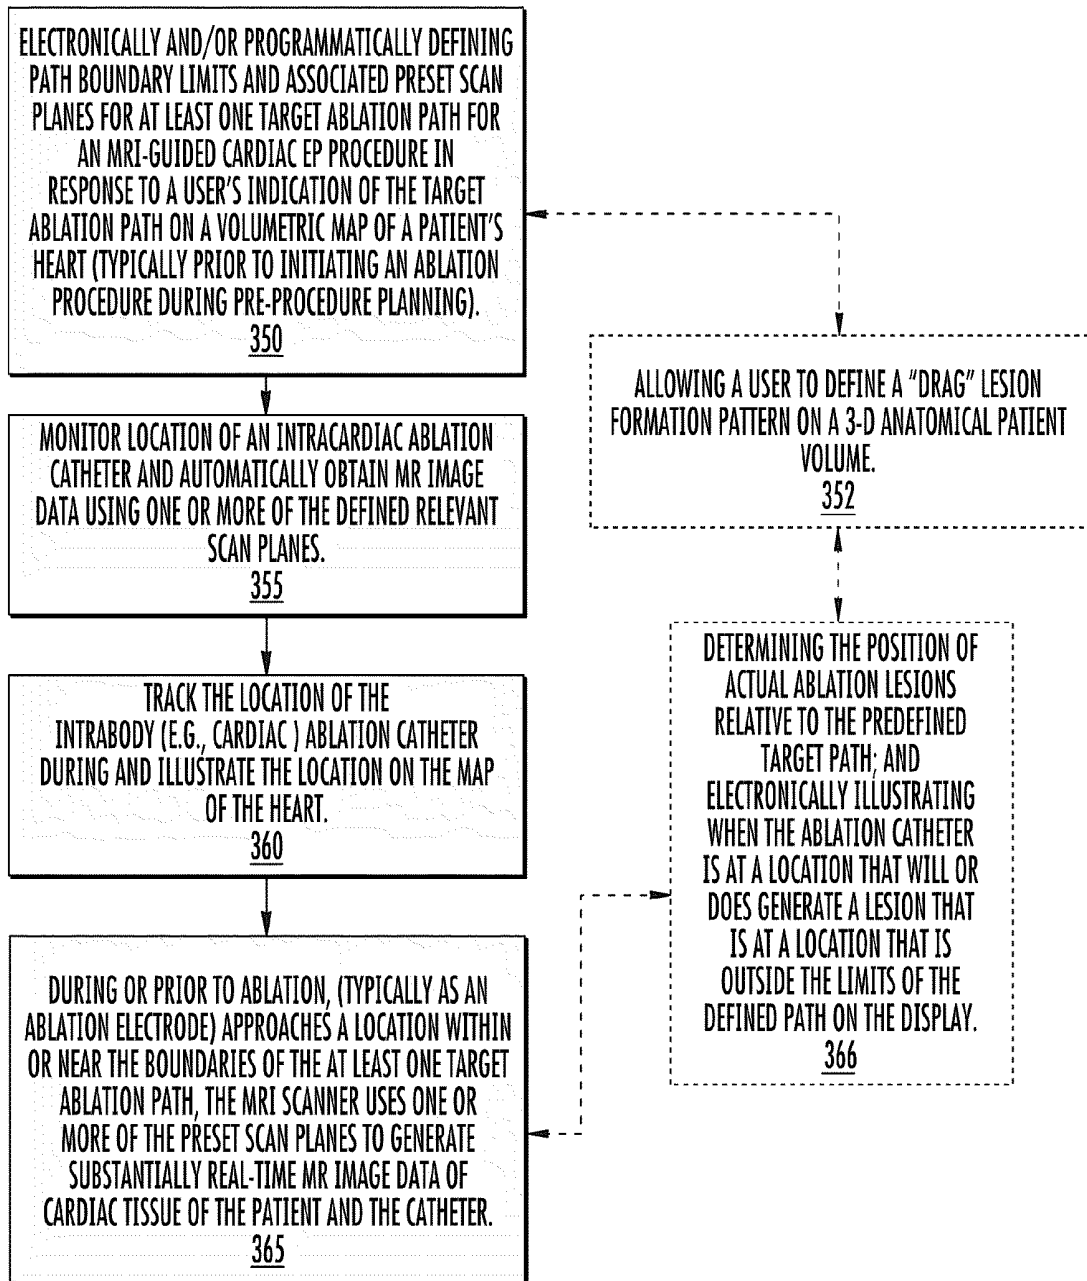 ELECTRONICALLY AND/OR PROGRAMMATICALLY DEFINING
PATH BOUNDARY LIMITS AND ASSOCIATED PRESET SCAN
PLANES FOR AT LEAST ONE TARGET ABLATION PATH FOR
AN MRI-GUIDED CARDIAC EP PROCEDURE IN
RESPONSE TO A USER'S INDICATION OF THE TARGET
ABLATION PATH ON A VOLUMETRIC MAP OF A PATIENT'S
HEART (TYPICALLY PRIOR TO INITIATING AN ABLATION
PROCEDURE DURING PRE-PROCEDURE PLANNING).
350
MONITOR LOCATION OF AN INTRACARDIAC ABLATION
CATHETER AND AUTOMATICALLY OBTAIN MR IMAGE
DATA USING ONE OR MORE OF THE DEFINED RELEVANT
SCAN PLANES.
355
TRACK THE LOCATION OF THE
INTRABODY (E.G., CARDIAC ) ABLATION CATHETER
DURING AND ILLUSTRATE THE LOCATION ON THE MAP
OF THE HEART.
360
DURING OR PRIOR TO ABLATION, (TYPICALLY AS AN
ABLATION ELECTRODE) APPROACHES A LOCATION WITHIN
OR NEAR THE BOUNDARIES OF THE AT LEAST ONE TARGET
ABLATION PATH, THE MRI SCANNER USES ONE OR
MORE OF THE PRESET SCAN PLANES TO GENERATE
SUBSTANTIALLY REAL-TIME MR IMAGE DATA OF
CARDIAC TISSUE OF THE PATIENT AND THE CATHETER.
365
ALLOWING A USER TO DEFINE A "DRAG" LESION
FORMATION PATTERN ON A 3-D ANATOMICAL PATIENT
VOLUME.
352
DETERMINING THE POSITION OF
ACTUAL ABLATION LESIONS
RELATIVE TO THE PREDEFINED
TARGET PATH; AND
ELECTRONICALLY ILLUSTRATING
WHEN THE ABLATION CATHETER
IS AT A LOCATION THAT WILL OR
DOES GENERATE A LESION THAT
IS AT A LOCATION THAT IS
OUTSIDE THE LIMITS OF THE
DEFINED PATH ON THE DISPLAY.
366